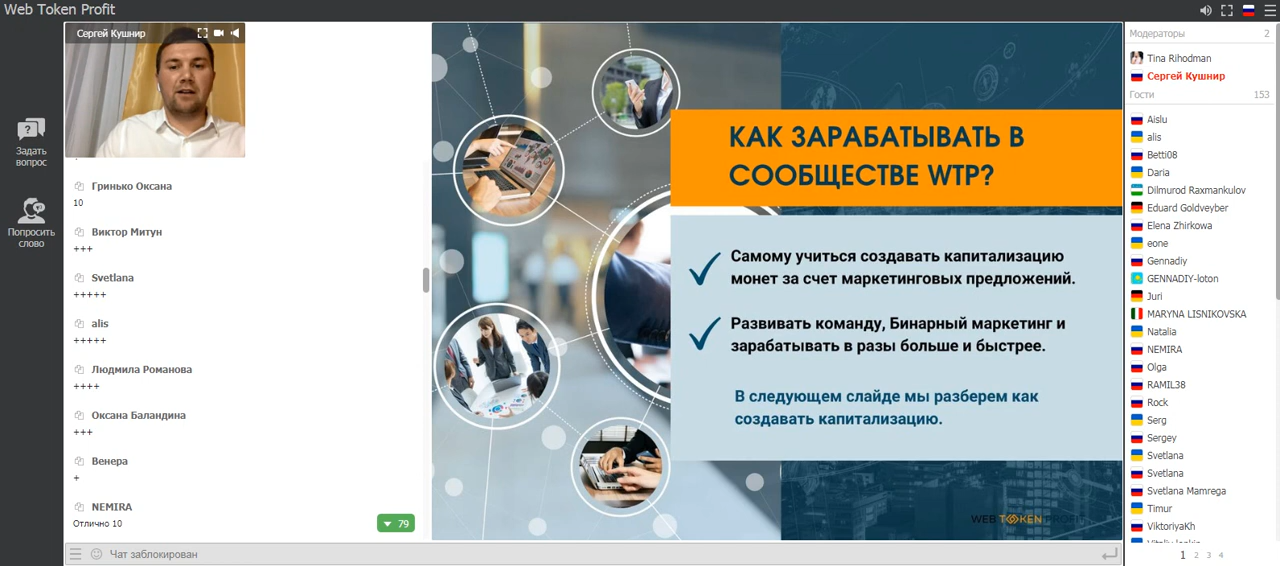 Web Token Profit
Сергей Кушнир
Задать
вопрос
Попросить
слово
Гринько Оксана
10
Виктор Митун
+++
Svetlana
+++++
alis
+++++
Людмила Романова
++++
Оксана Баландина
+++
Венера
+
NEMIRA
Отлично 10
79
Чат заблокирован
КАК ЗАРАБАТЫВАТЬ В
СООБЩЕСТВЕ WTP?
Самому учиться создавать капитализацию
монет за счет маркетинговых предложений.
Развивать команду, Бинарный маркетинг и
зарабатывать в разы больше и быстрее.
В следующем слайде мы разберем как
создавать капитализацию.
WEB TOKEN PROFIT
Модераторы 2
Tina Rihodman
Сергей Кушнир
Гости 153
Aislu
alis
Betti08
Daria
Dilmurod Raxmankulov
Eduard Goldveyber
Elena Zhirkowa
eone
Gennadiy
GENNADIY-loton
Juri
MARYNA LISNIKOVSKA
Natalia
NEMIRA
Olga
RAMIL38
Rock
Serg
Sergey
Svetlana
Svetlana
Svetlana Mamrega
Timur
ViktoriyaKh
1 2 3 4